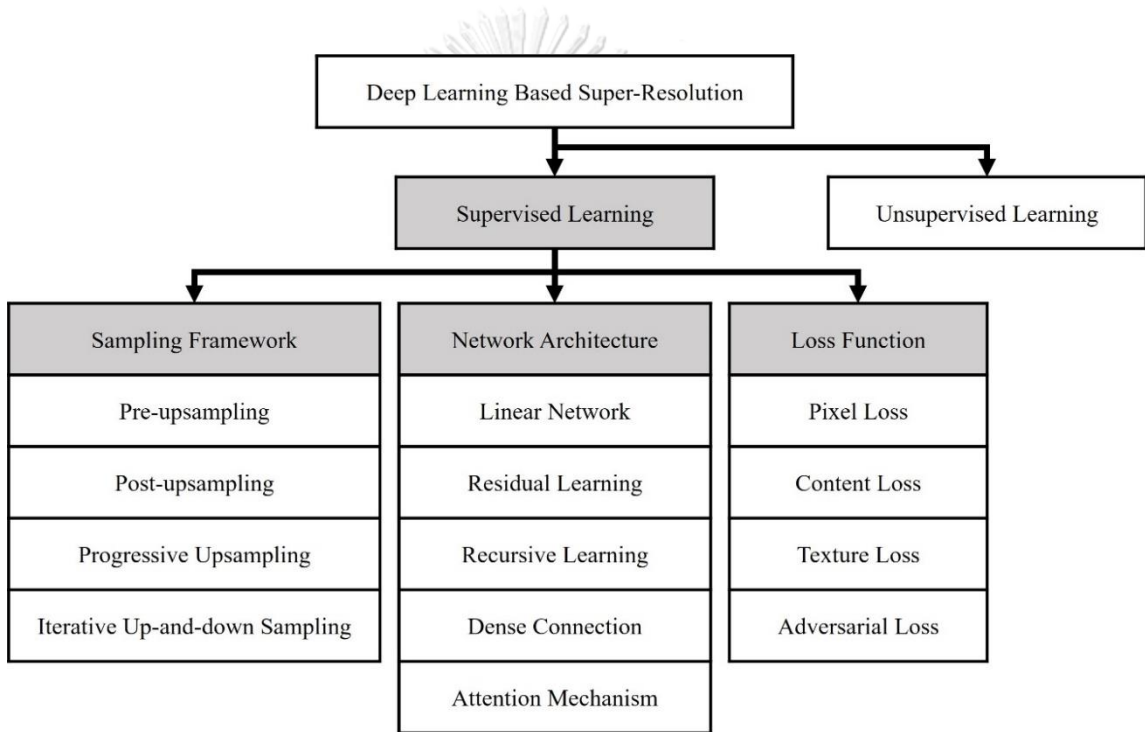 Deep Learning Based Super-Resolution
Supervised Learning
Unsupervised Learning
Sampling Framework
Pre-upsampling
Post-upsampling
Progressive Upsampling
Iterative Up-and-down Sampling
Network Architecture
Linear Network
Residual Learning
Recursive Learning
Dense Connection
Attention Mechanism
Loss Function
Pixel Loss
Content Loss
Texture Loss
Adversarial Loss